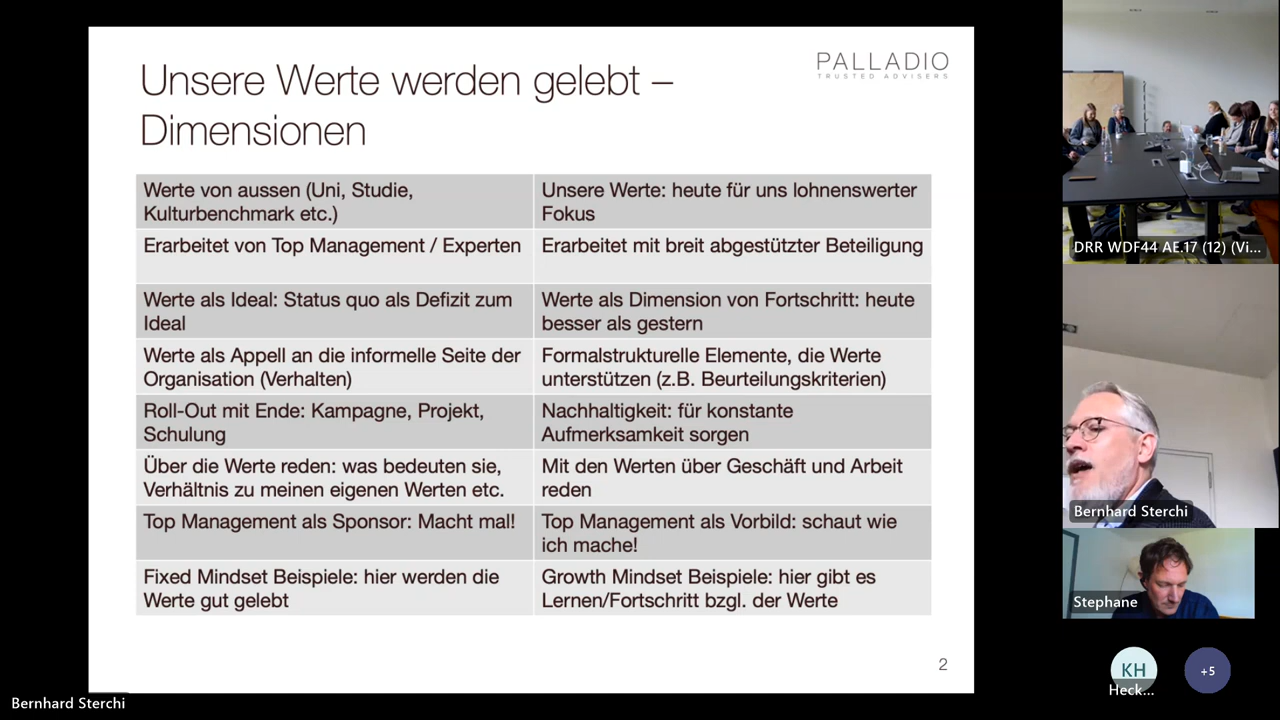 PALLADIO
TRUSTED ADVISERS
Unsere Werte werden gelebt –
Dimensionen
Werte von aussen (Uni, Studie,
Kulturbenchmark etc.)
Unsere Werte: heute für uns lohnenswerter
Fokus
Erarbeitet von Top Management / Experten
Erarbeitet mit breit abgestützter Beteiligung
Werte als Ideal: Status quo als Defizit zum
Ideal
Werte als Dimension von Fortschritt: heute
besser als gestern
Werte als Appell an die informelle Seite der
Organisation (Verhalten)
Formalstrukturelle Elemente, die Werte
unterstützen (z.B. Beurteilungskriterien)
Roll-Out mit Ende: Kampagne, Projekt,
Schulung
Nachhaltigkeit: für konstante
Aufmerksamkeit sorgen
Über die Werte reden: was bedeuten sie,
Verhältnis zu meinen eigenen Werten etc.
Mit den Werten über Geschäft und Arbeit
reden
Top Management als Sponsor: Macht mal!
Top Management als Vorbild: schaut wie
ich mache!
Fixed Mindset Beispiele: hier werden die
Werte gut gelebt
Growth Mindset Beispiele: hier gibt es
Lernen/Fortschritt bzgl. der Werte
2
Bernhard Sterchi
DRR WDF44 AE.17 (12) (Vi...
Bernhard Sterchi
Stephane
KH
Heck...
+5